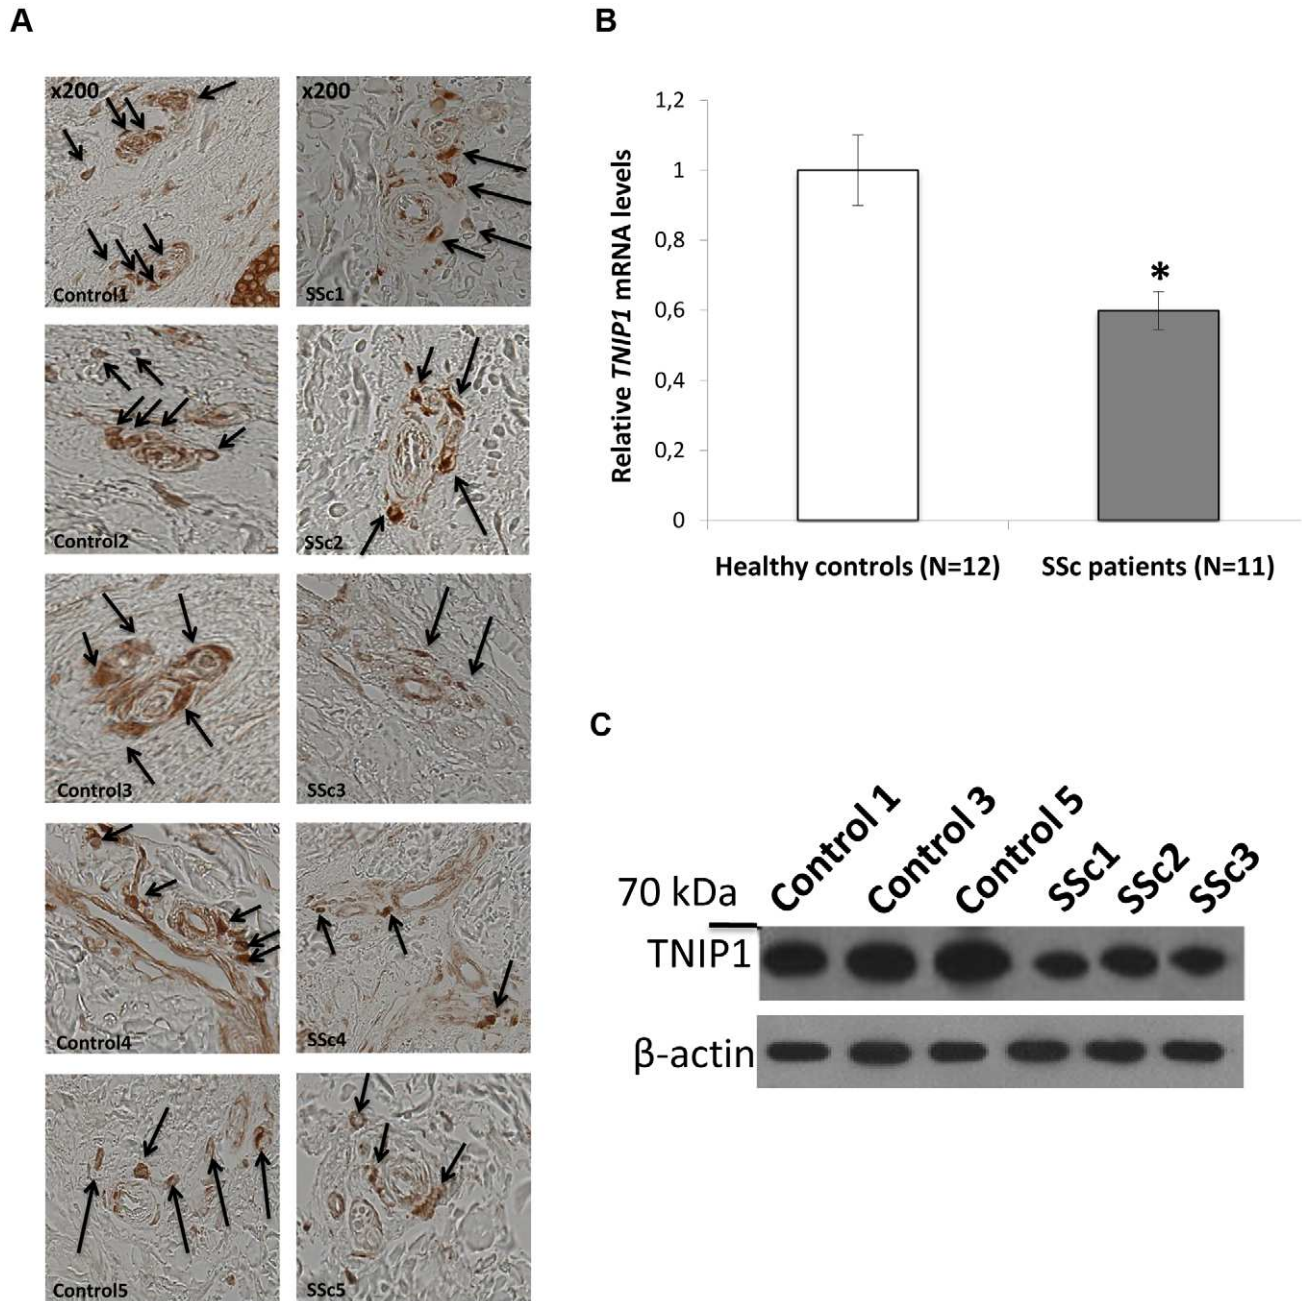 A
x200
Control1
x200
SSc1
Control2
SSc2
Control3
SSc3
Control4
SSc4
Control5
SSc5
B
Relative TNIP1 mRNA levels
1,2
1
0,8
0,6
0,4
0,2
0
*
Healthy controls (N=12)
SSc patients (N=11)
C
Control 1
Control 3
Control 5
SSc1
SSc2
SSc3
70 kDa
TNIP1
β-actin